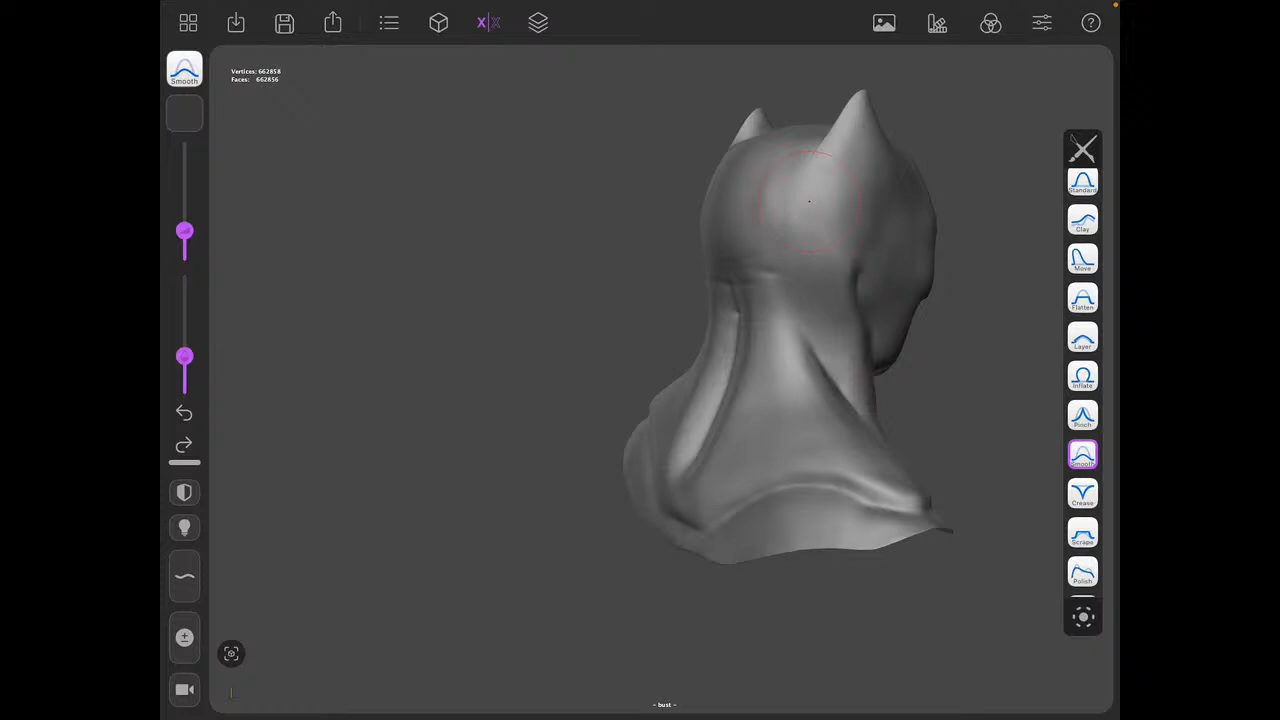 Smooth
Vertices: 662858
Faces: 662856
Standard
Clay
Move
Flatten
Layer
Inflate
Pinch
Smooth
Crease
Scrape
Polish
~ bust ~